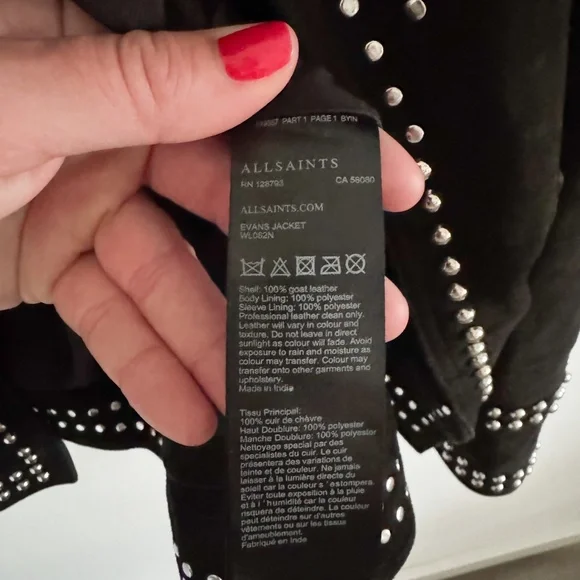 PART 1 PAGE 1 BYN
ALLSAINTS
RN 128793 CA 58080
ALLSAINTS.COM
EVANS JACKET
WL082N
Shell: 100% goat leather
Body Lining: 100% polyester
Sleeve Lining: 100% polyester
Professional leather clean only.
Leather will vary in colour and
texture. Do not leave in direct
sunlight as colour will fade. Avoid
exposure to rain and moisture as
colour may transfer. Colour may
transfer onto other garments and
upholstery.
Made in India
Tissu Principal:
100% cuir de chèvre
Haut Doublure: 100% polyester
Manche Doublure: 100% polyester
Nettoyage spécial par des
spécialistes du cuir. Le cuir
présentera des variations de
teinte et de couleur. Ne jamais
laisser à la lumière directe du
soleil car la couleur s 'estompera.
Éviter toute exposition à la pluie
et à l 'humidité car la couleur
risquera de déteindre. La couleur
peut déteindre sur d'autres
vêtements ou sur les tissus
d'ameublement.
Fabriqué en Inde